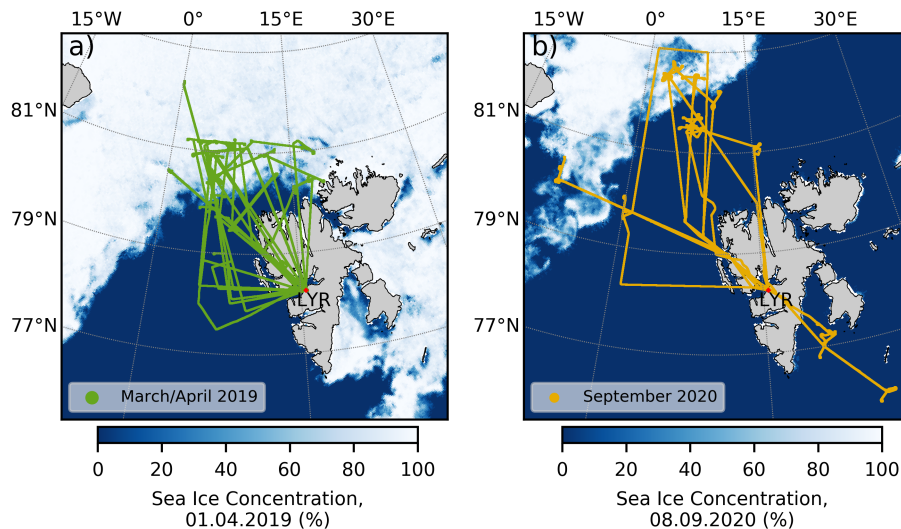 15°W 0° 15°E 30°E
a)
81°N
79°N
77°N
LYR
March/April 2019
0 20 40 60 80 100
Sea Ice Concentration,
01.04.2019 (%)
15°W 0° 15°E 30°E
b)
81°N
79°N
77°N
LYR
September 2020
0 20 40 60 80 100
Sea Ice Concentration,
08.09.2020 (%)